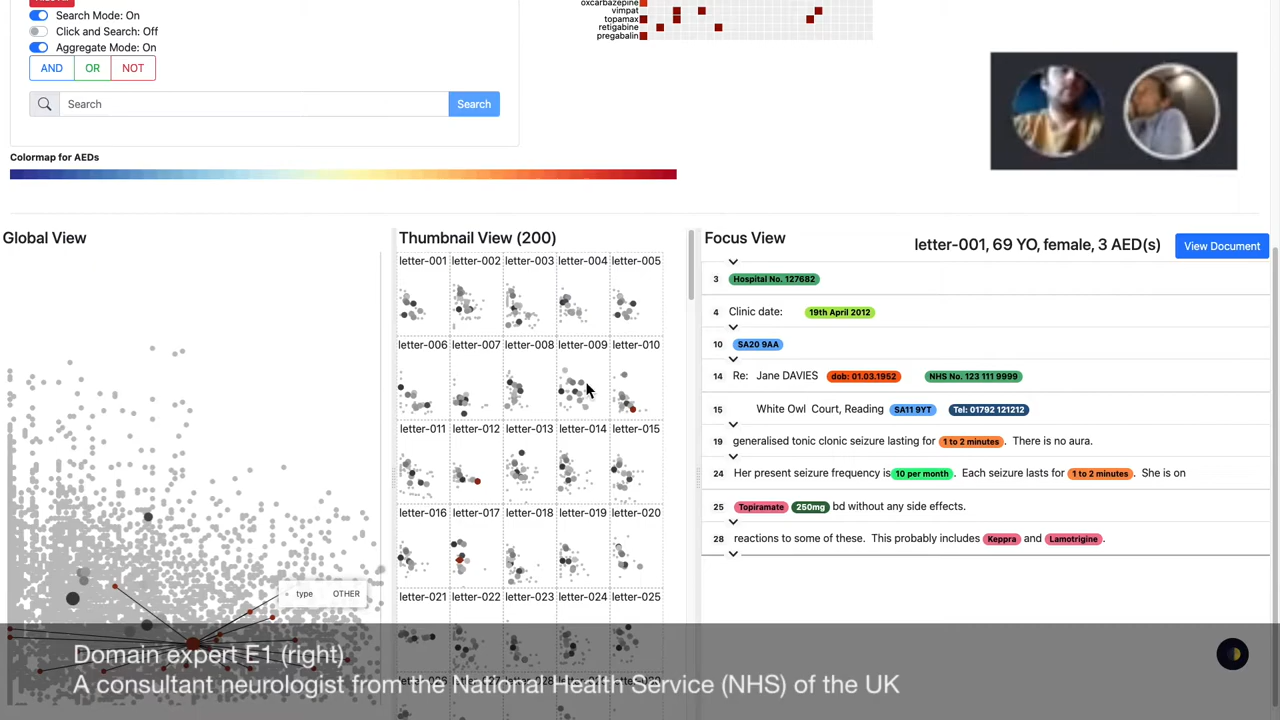 Search Mode: On
Click and Search: Off
Aggregate Mode: On
AND OR NOT
Search Search
Colormap for AEDs
oxcarbazepine
vimpat
topamax
retigabine
pregabalin
Global View
type OTHER
Thumbnail View (200)
letter-001 letter-002 letter-003 letter-004 letter-005
letter-006 letter-007 letter-008 letter-009 letter-010
letter-011 letter-012 letter-013 letter-014 letter-015
letter-016 letter-017 letter-018 letter-019 letter-020
letter-021 letter-022 letter-023 letter-024 letter-025
Focus View letter-001, 69 YO, female, 3 AED(s) View Document
3 Hospital No. 127682
4 Clinic date: 19th April 2012
10 SA20 9AA
14 Re: Jane DAVIES dob: 01.03.1952 NHS No. 123 111 9999
15 White Owl Court, Reading SA11 9YT Tel: 01792 121212
19 generalised tonic clonic seizure lasting for 1 to 2 minutes. There is no aura.
24 Her present seizure frequency is 10 per month. Each seizure lasts for 1 to 2 minutes. She is on
25 Topiramate 250mg bd without any side effects.
28 reactions to some of these. This probably includes Keppra and Lamotrigine.
Domain expert E1 (right)
A consultant neurologist from the National Health Service (NHS) of the UK